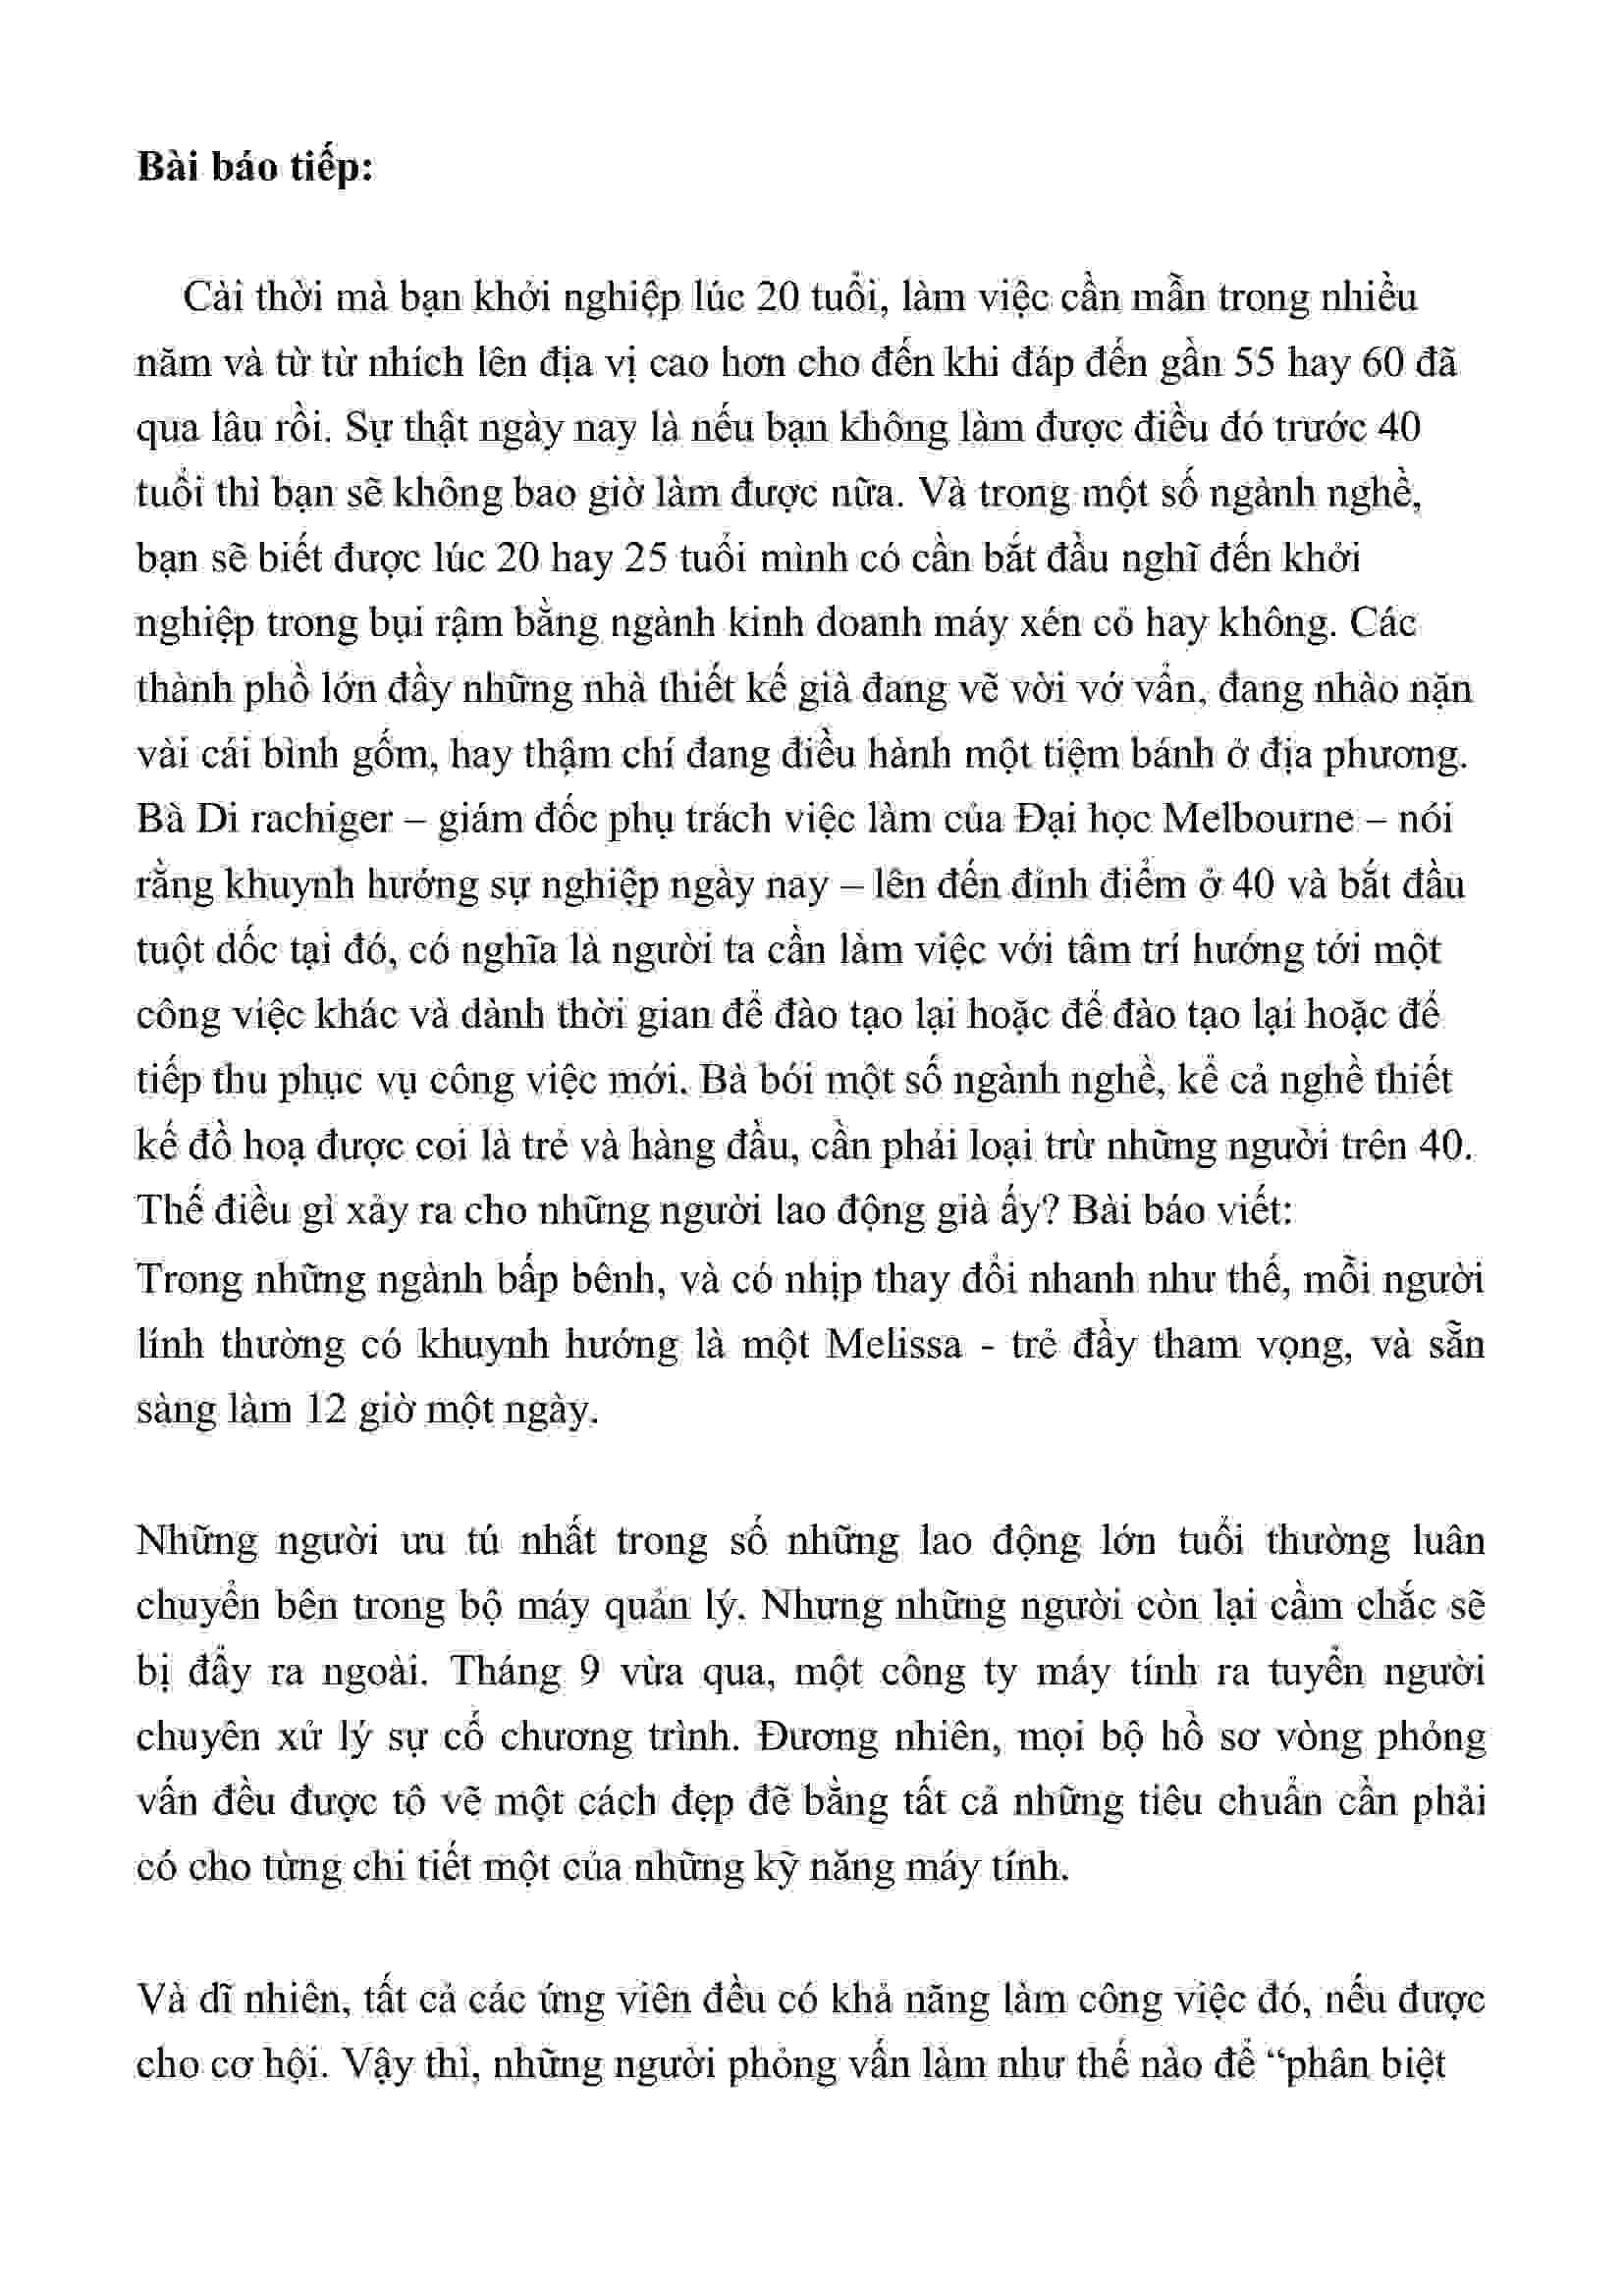 Bài báo tiếp:
Cài thời mà bạn khởi nghiệp lúc 20 tuổi, làm việc cần mẫn trong nhiều
năm và từ từ nhích lên địa vị cao hơn cho đến khi đáp đến gần 55 hay 60 đã
qua lâu rồi. Sự thật ngày nay là nếu bạn không làm được điều đó trước 40
tuổi thì bạn sẽ không bao giờ làm được nữa. Và trong một số ngành nghề,
bạn sẽ biết được lúc 20 hay 25 tuổi mình có cần bắt đầu nghĩ đến khởi
nghiệp trong bụi rậm bằng ngành kinh doanh máy xén cỏ hay không. Các
thành phồ lớn đầy những nhà thiết kế già đang vẽ vời vớ vẩn, đang nhào nặn
vài cái bình gốm, hay thậm chí đang điều hành một tiệm bánh ở địa phương.
Bà Di rachiger – giám đốc phụ trách việc làm của Đại học Melbourne – nói
rằng khuynh hướng sự nghiệp ngày nay – lên đến đỉnh điểm ở 40 và bắt đầu
tuột dốc tại đó, có nghĩa là người ta cần làm việc với tâm trí hướng tới một
công việc khác và dành thời gian để đào tạo lại hoặc để đào tạo lại hoặc để
tiếp thu phục vụ công việc mới. Bà bói một số ngành nghề, kể cả nghề thiết
kế đồ hoạ được coi là trẻ và hàng đầu, cần phải loại trừ những người trên 40.
Thế điều gì xảy ra cho những người lao động già ấy? Bài báo viết:
Trong những ngành bấp bênh, và có nhịp thay đổi nhanh như thế, mỗi người
lính thường có khuynh hướng là một Melissa - trẻ đầy tham vọng, và sẵn
sàng làm 12 giờ một ngày.
Những người ưu tú nhất trong số những lao động lớn tuổi thường luân
chuyển bên trong bộ máy quản lý. Nhưng những người còn lại cầm chắc sẽ
bị đẩy ra ngoài. Tháng 9 vừa qua, một công ty máy tính ra tuyển người
chuyên xử lý sự cố chương trình. Đương nhiên, mọi bộ hồ sơ vòng phỏng
vấn đều được tô vẽ một cách đẹp đẽ bằng tất cả những tiêu chuẩn cần phải
có cho từng chi tiết một của những kỹ năng máy tính.
Và dĩ nhiên, tất cả các ứng viên đều có khả năng làm công việc đó, nếu được
cho cơ hội. Vậy thì, những người phỏng vấn làm như thế nào để “phân biệt